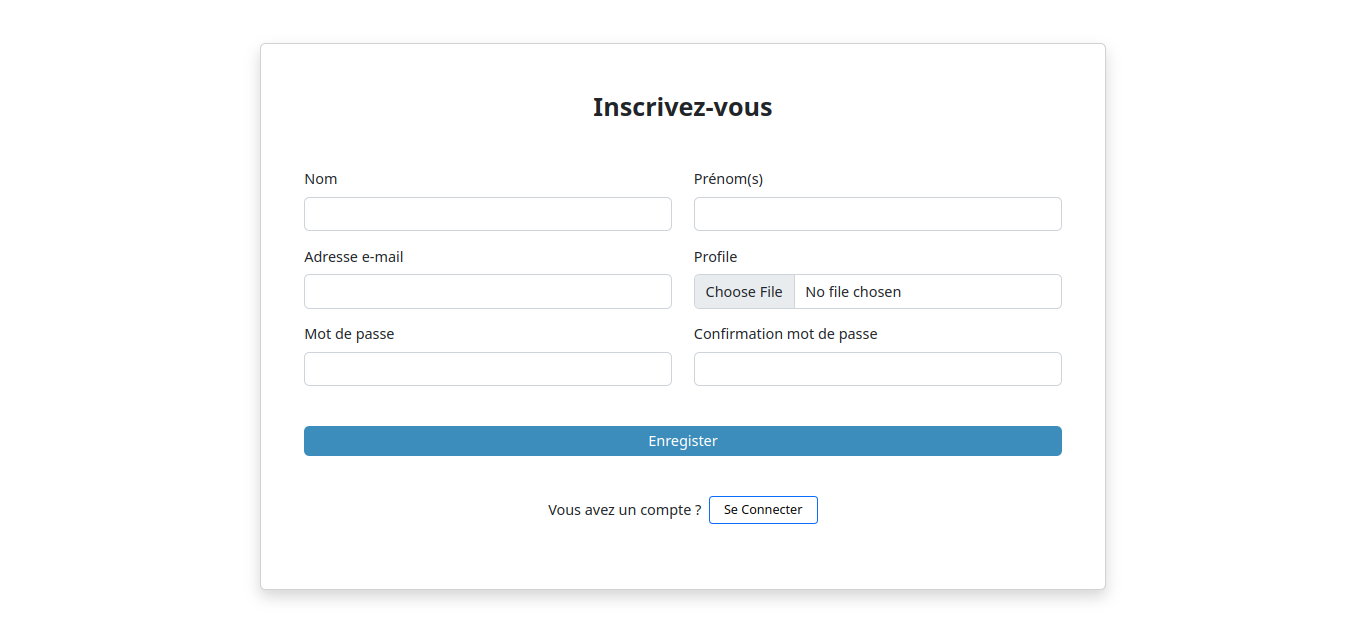 Inscrivez-vous
Nom
Prénom(s)
Adresse e-mail
Profile
Choose File No file chosen
Mot de passe
Confirmation mot de passe
Enregister
Vous avez un compte ? Se Connecter